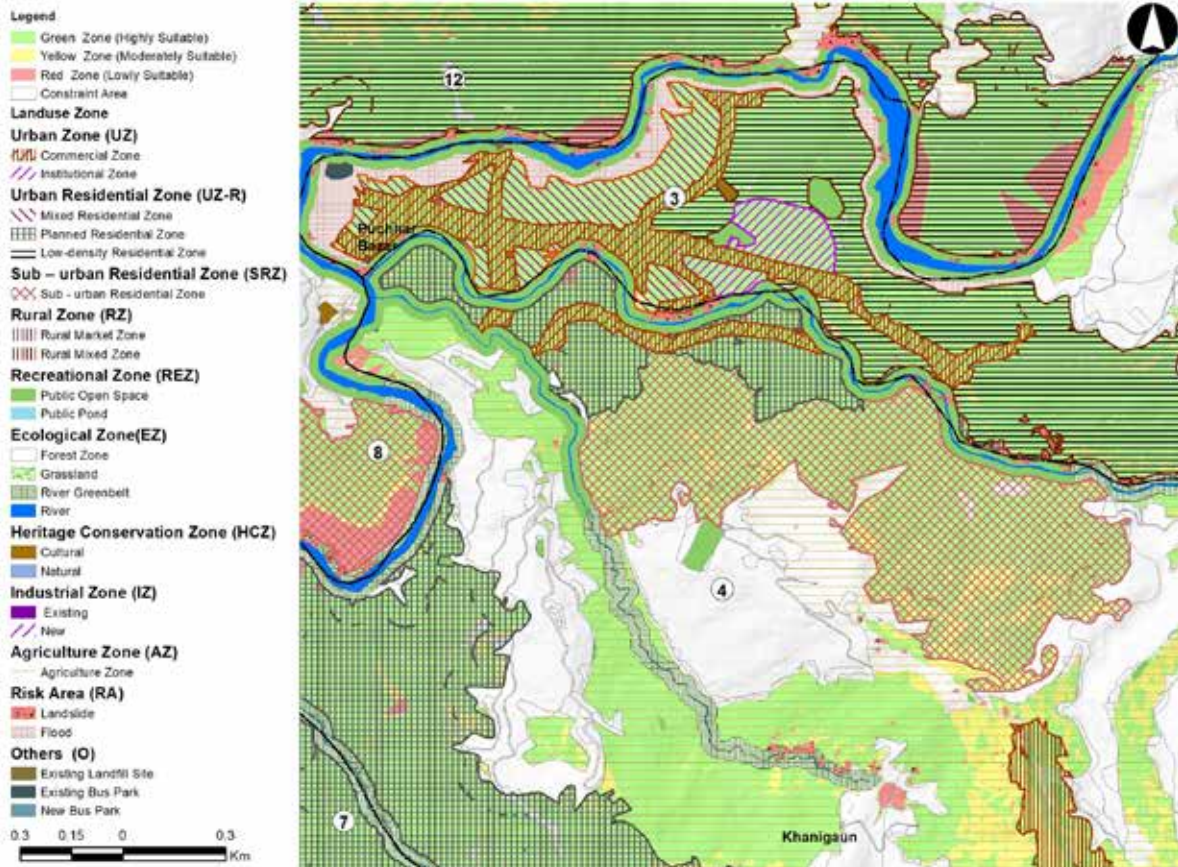 Legend
Green Zone (Highly Suitable)
Yellow Zone (Moderately Suitable)
Red Zone (Lowly Suitable)
Constraint Area
Landuse Zone
Urban Zone (UZ)
Commercial Zone
Institutional Zone
Urban Residential Zone (UZ-R)
Mixed Residential Zone
Planned Residential Zone
Low-density Residential Zone
Sub – urban Residential Zone (SRZ)
Sub - urban Residential Zone
Rural Zone (RZ)
Rural Market Zone
Rural Mixed Zone
Recreational Zone (REZ)
Public Open Space
Public Pond
Ecological Zone(EZ)
Forest Zone
Grassland
River Greenbelt
River
Heritage Conservation Zone (HCZ)
Cultural
Natural
Industrial Zone (IZ)
Existing
New
Agriculture Zone (AZ)
Agriculture Zone
Risk Area (RA)
Landslide
Flood
Others (O)
Existing Landfill Site
Existing Bus Park
New Bus Park
0.3 0.15 0 0.3
Km
12
3
8
4
7
Khanigaun